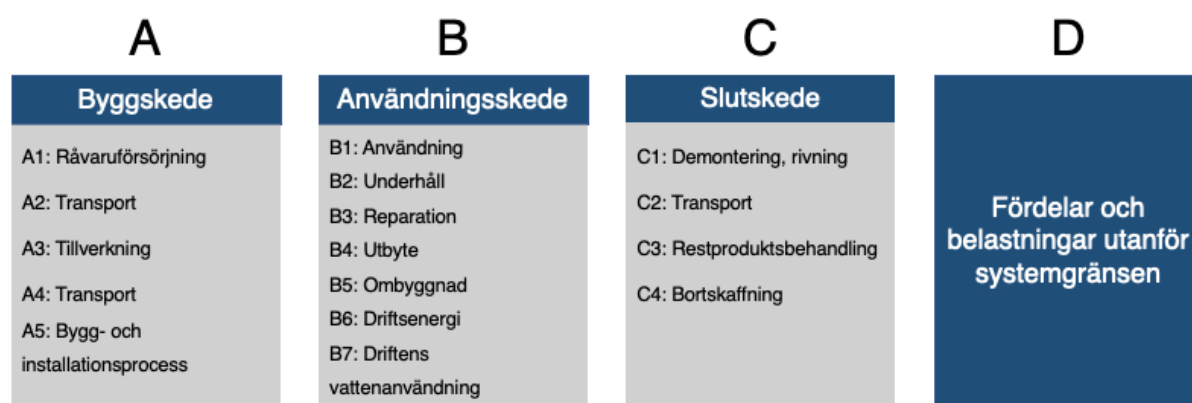 A
Byggskede
A1: Råvaruförsörjning
A2: Transport
A3: Tillverkning
A4: Transport
A5: Bygg- och
installationsprocess
B
Användningsskede
B1: Användning
B2: Underhåll
B3: Reparation
B4: Utbyte
B5: Ombyggnad
B6: Driftsenergi
B7: Driftens
vattenanvändning
C
Slutskede
C1: Demontering, rivning
C2: Transport
C3: Restproduktsbehandling
C4: Bortskaffning
D
Fördelar och
belastningar utanför
systemgränsen